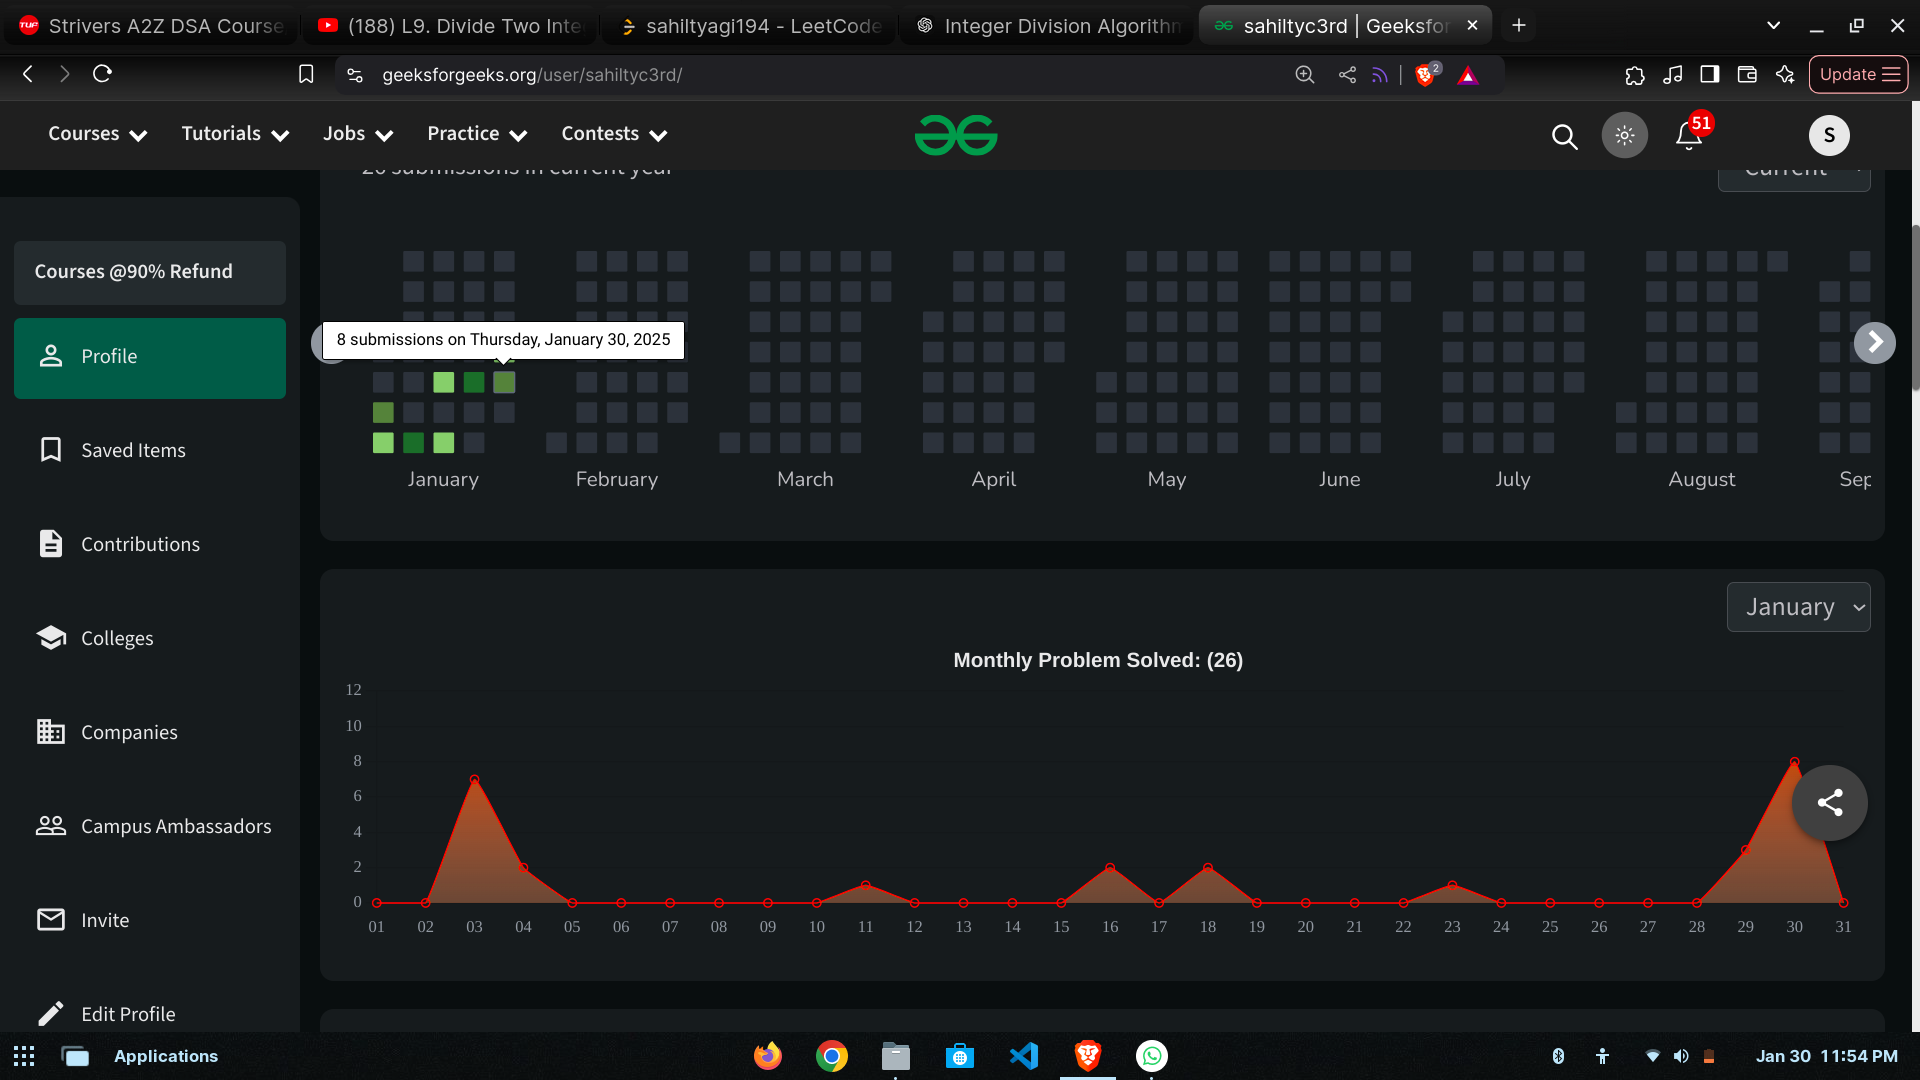 Strivers A2Z DSA Course
(188) L9. Divide Two Inte
sahiltyagi194 - LeetCode
Integer Division Algorithm
sahiltyc3rd | Geeksfor
geeksforgeeks.org/user/sahiltyc3rd/
2
Update
Courses
Tutorials
Jobs
Practice
Contests
51
S
26 submissions in current year
Current
Courses @90% Refund
Profile
Saved Items
Contributions
Colleges
Companies
Campus Ambassadors
Invite
Edit Profile
8 submissions on Thursday, January 30, 2025
January February March April May June July August Sep
January
Monthly Problem Solved: (26)
12
10
8
6
4
2
0
01 02 03 04 05 06 07 08 09 10 11 12 13 14 15 16 17 18 19 20 21 22 23 24 25 26 27 28 29 30 31
Applications
Jan 30 11:54 PM